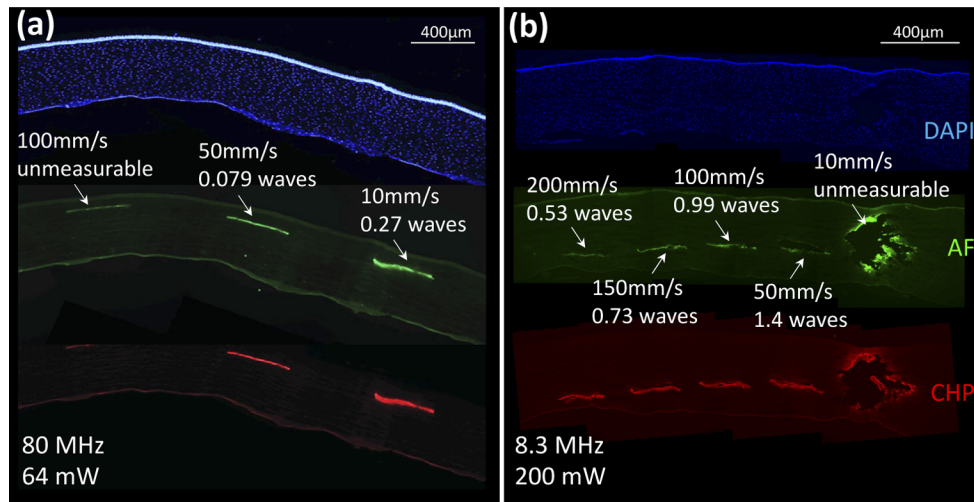 (a)
400µm
100mm/s
unmeasurable
50mm/s
0.079 waves
10mm/s
0.27 waves
80 MHz
64 mW
(b)
400µm
DAPI
200mm/s
0.53 waves
100mm/s
0.99 waves
10mm/s
unmeasurable
AF
150mm/s
0.73 waves
50mm/s
1.4 waves
CHP
8.3 MHz
200 mW